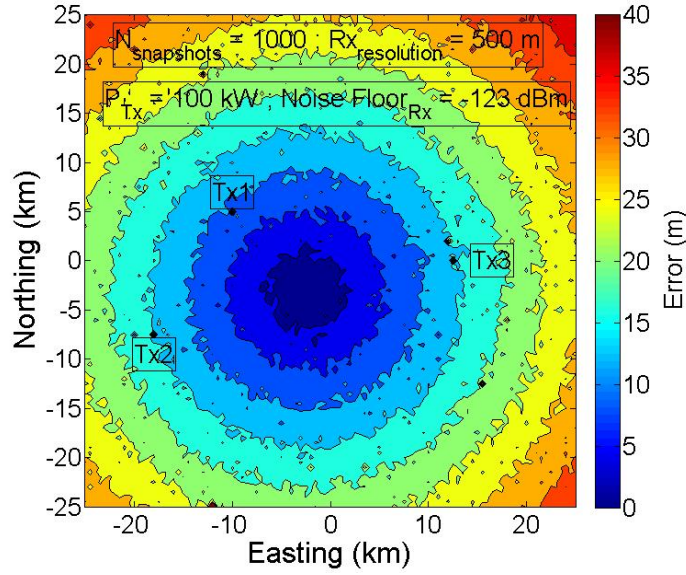 N_snapshots = 1000 Rx_resolution = 500 m
P_Tx = 100 kW , Noise Floor_Rx = -123 dBm
Tx1
Tx3
Tx2
25
20
15
10
5
0
-5
-10
-15
-20
-25
Northing (km)
-20 -10 0 10 20
Easting (km)
40
35
30
25
20
15
10
5
0
Error (m)